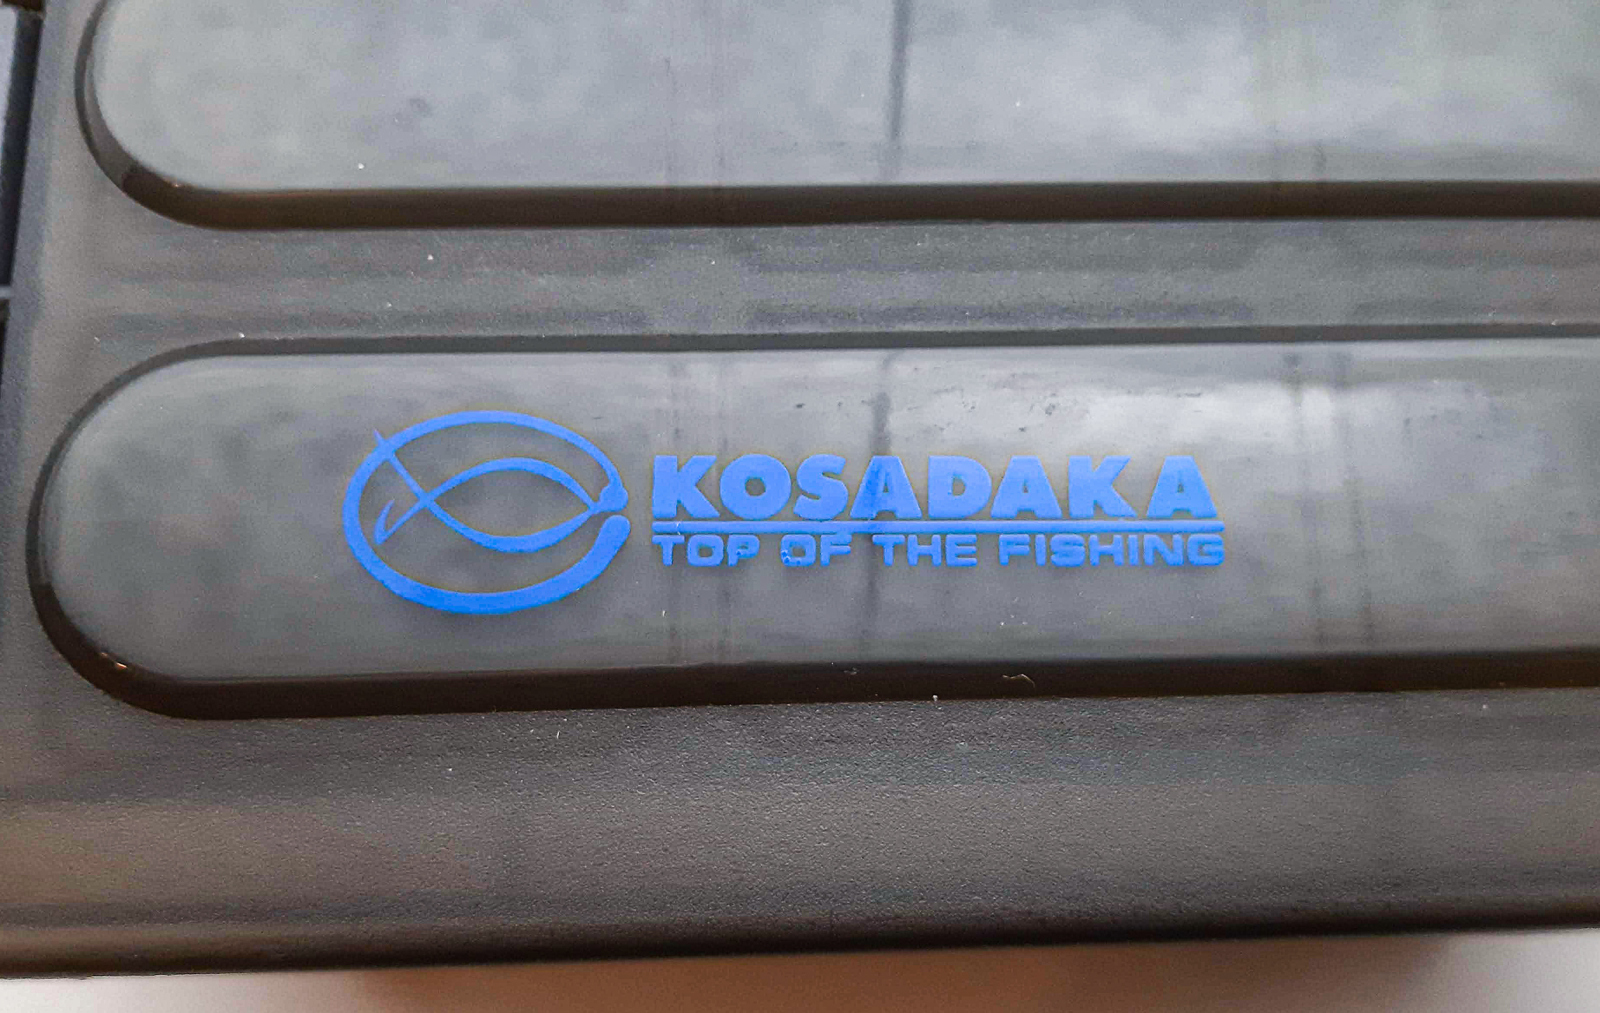 KOSADAKA
TOP OF THE FISHING